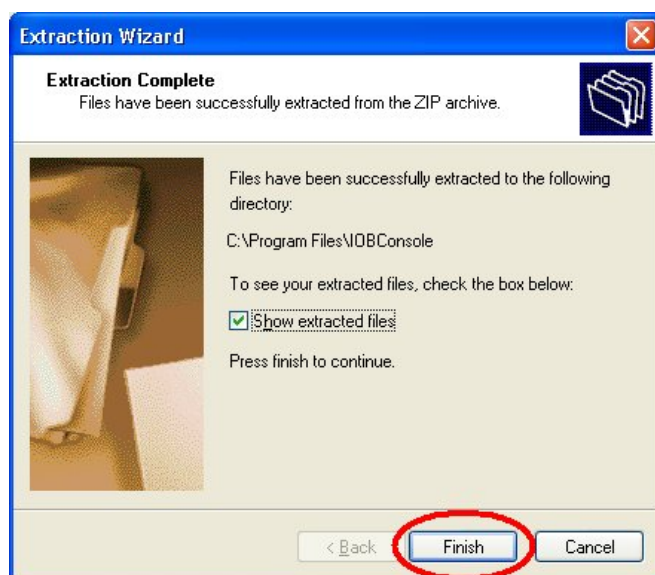 Extraction Wizard
Extraction Complete
Files have been successfully extracted from the ZIP archive.
Files have been successfully extracted to the following
directory:
C:\Program Files\IOBConsole
To see your extracted files, check the box below:
Show extracted files
Press finish to continue.
< Back Finish Cancel